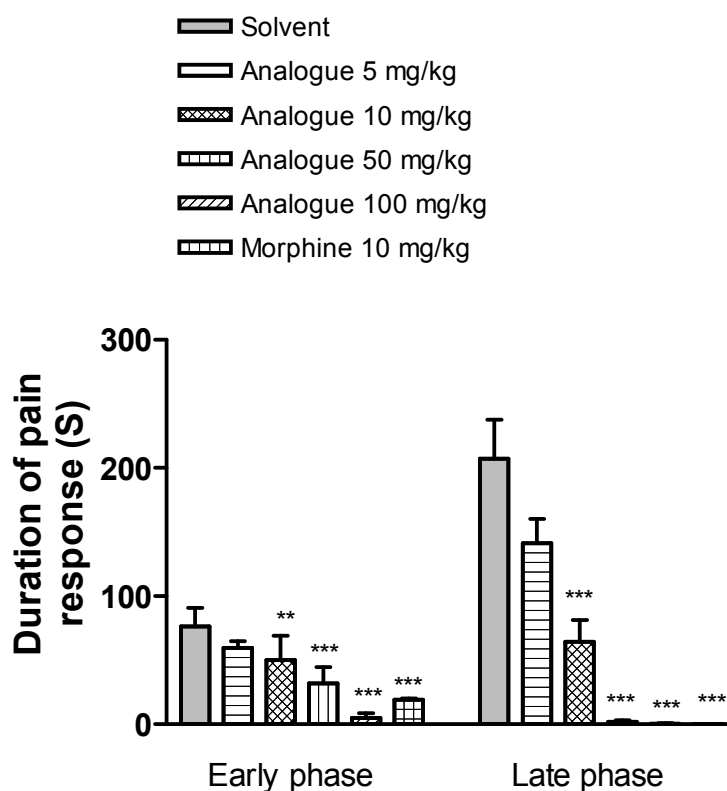 Solvent
Analogue 5 mg/kg
Analogue 10 mg/kg
Analogue 50 mg/kg
Analogue 100 mg/kg
Morphine 10 mg/kg
Duration of pain
response (S)
300
200
100
0
**
***
***
***
***
***
***
***
Early phase
Late phase